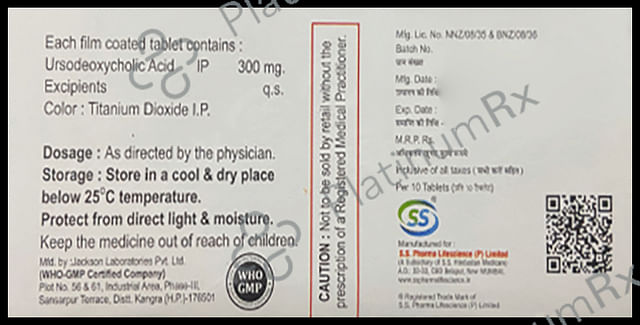 Each film coated tablet contains :
Ursodeoxycholic Acid IP 300 mg.
Excipients q.s.
Color : Titanium Dioxide I.P.
Dosage : As directed by the physician.
Storage : Store in a cool & dry place
below 25°C temperature.
Protect from direct light & moisture.
Keep the medicine out of reach of children.
Mfd. by :Jackson Laboratories Pvt. Ltd.
(WHO-GMP Certified Company)
Plot No. 56 & 61, Industrial Area, Phase-III,
Sansarpur Terrace, Distt. Kangra (H.P.)-176501
WHO
GMP
CAUTION : Not to be sold by retail without the
prescription of a Registered Medical Practitioner.
Mfg. Lic. No. NNZ/08/35 & BNZ/08/36
Batch No.
Mfg. Date :
Exp. Date :
M.R.P. Rs.
Inclusive of all taxes
Per 10 Tablets
SS
®
Manufactured for :
S.S. Pharma Lifescience (P) Limited
® Registered Trade Mark of
S.S. Pharma Lifescience (P) Limited
PlatinumRx